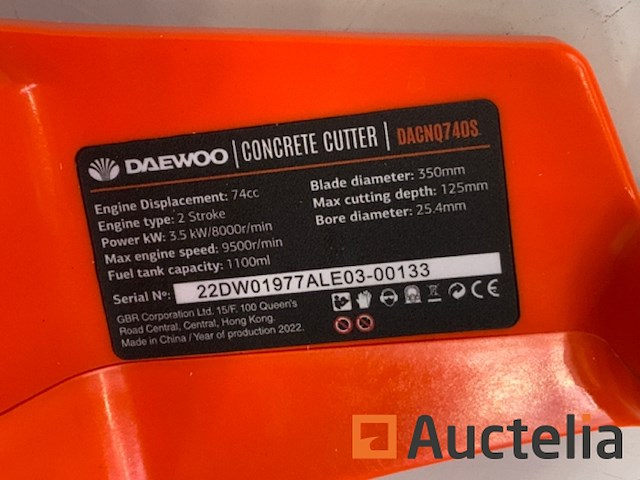 DAEWOO | CONCRETE CUTTER | DACNQ740S
Engine Displacement: 74cc
Engine type: 2 Stroke
Power kW: 3.5 kW/8000r/min
Max engine speed: 9500r/min
Fuel tank capacity: 1100ml
Blade diameter: 350mm
Max cutting depth: 125mm
Bore diameter: 25.4mm
Serial No: 22DW01977ALE03-00133
GBR Corporation Ltd. 15/F. 100 Queen's
Road Central, Central, Hong Kong.
Made in China / Year of production 2022.
CE
Auctelia